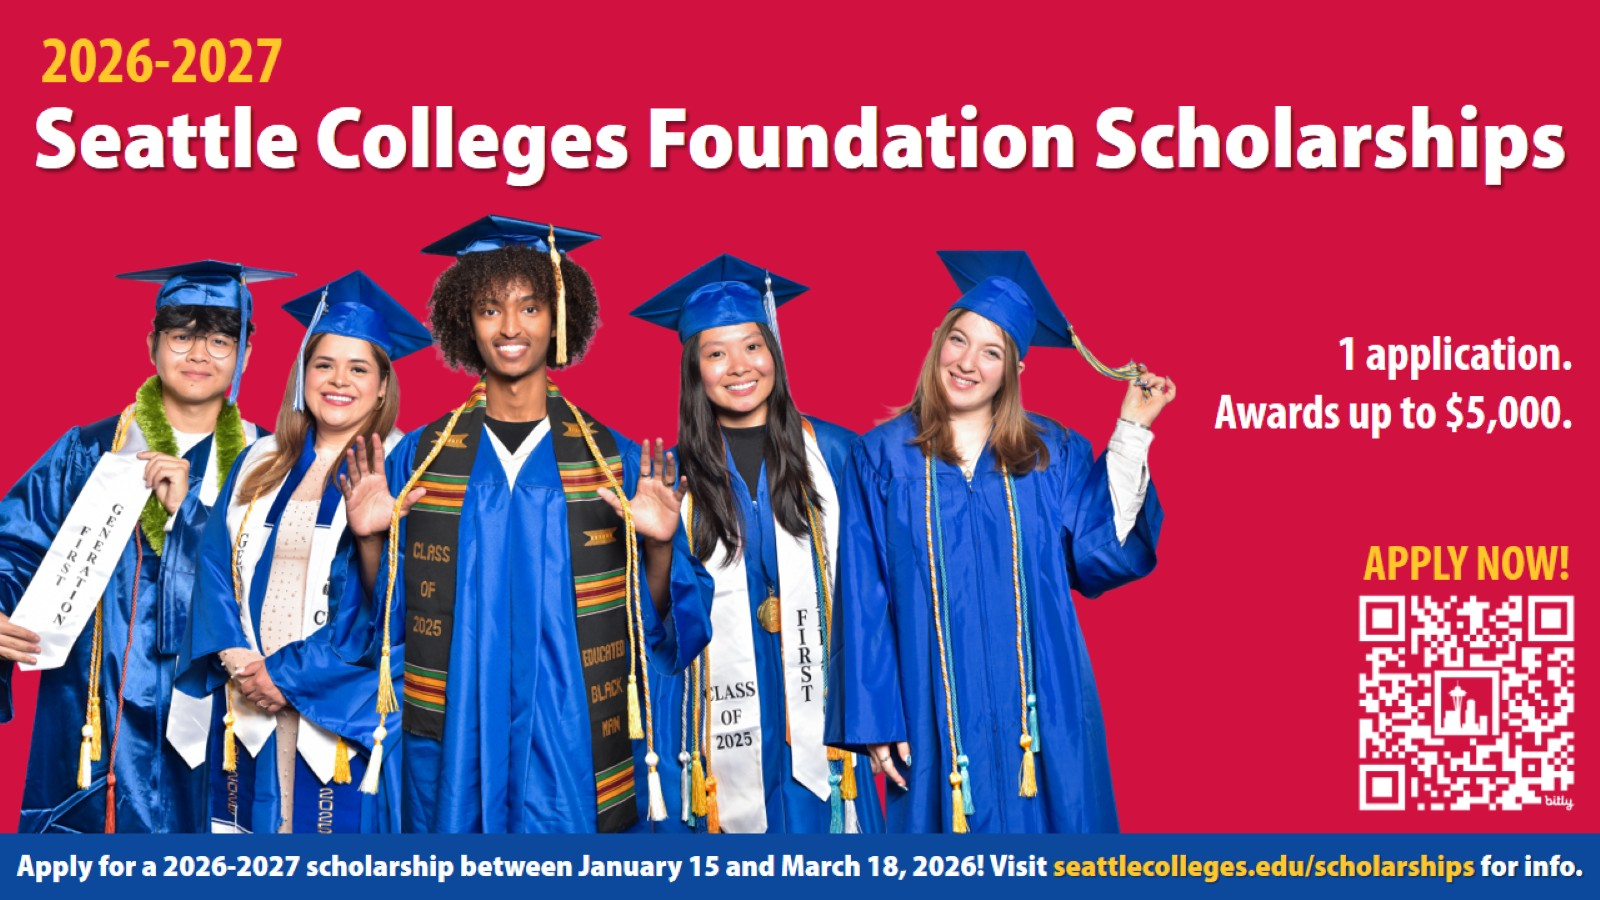 2026-2027
Seattle Colleges Foundation Scholarships
1 application.
Awards up to $5,000.
APPLY NOW!
bitly
FIRST
GENERATION
CLASS
OF
2025
EDUCATED
BLACK
MAN
CLASS
OF
2025
FIRST
2025
Apply for a 2026-2027 scholarship between January 15 and March 18, 2026! Visit seattlecolleges.edu/scholarships for info.